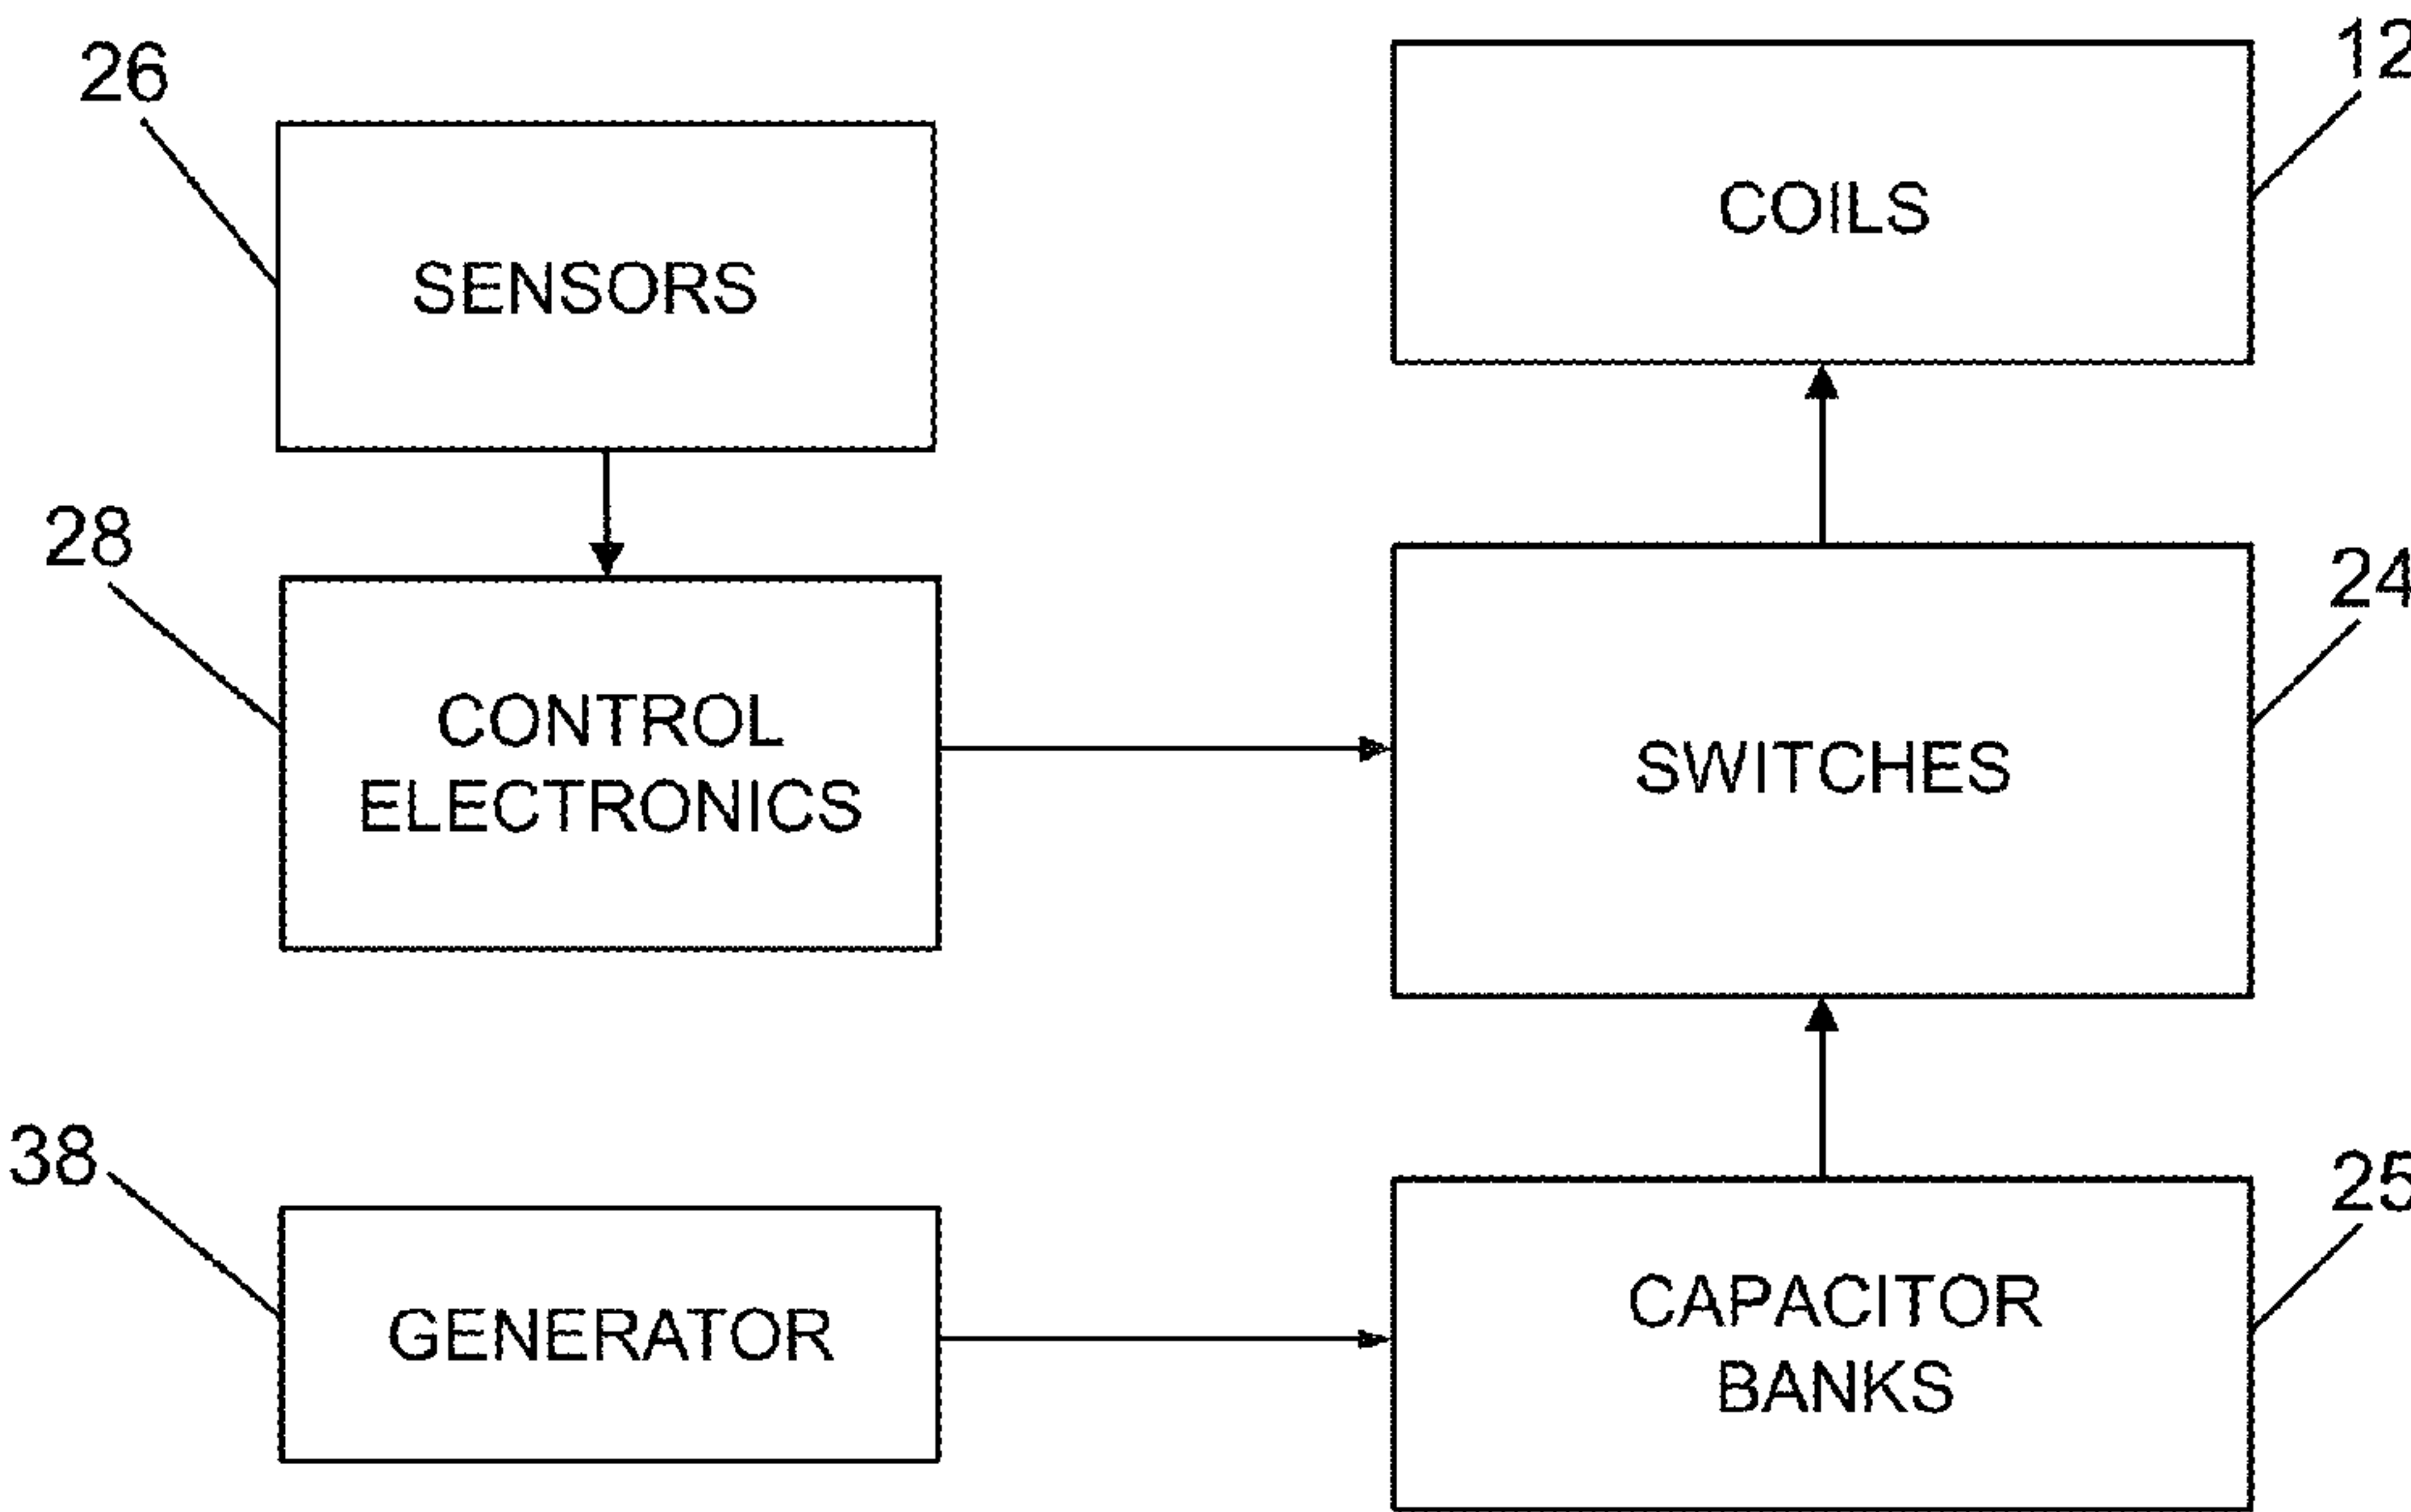 26
SENSORS
12
COILS
28
CONTROL
ELECTRONICS
24
SWITCHES
38
GENERATOR
25
CAPACITOR
BANKS